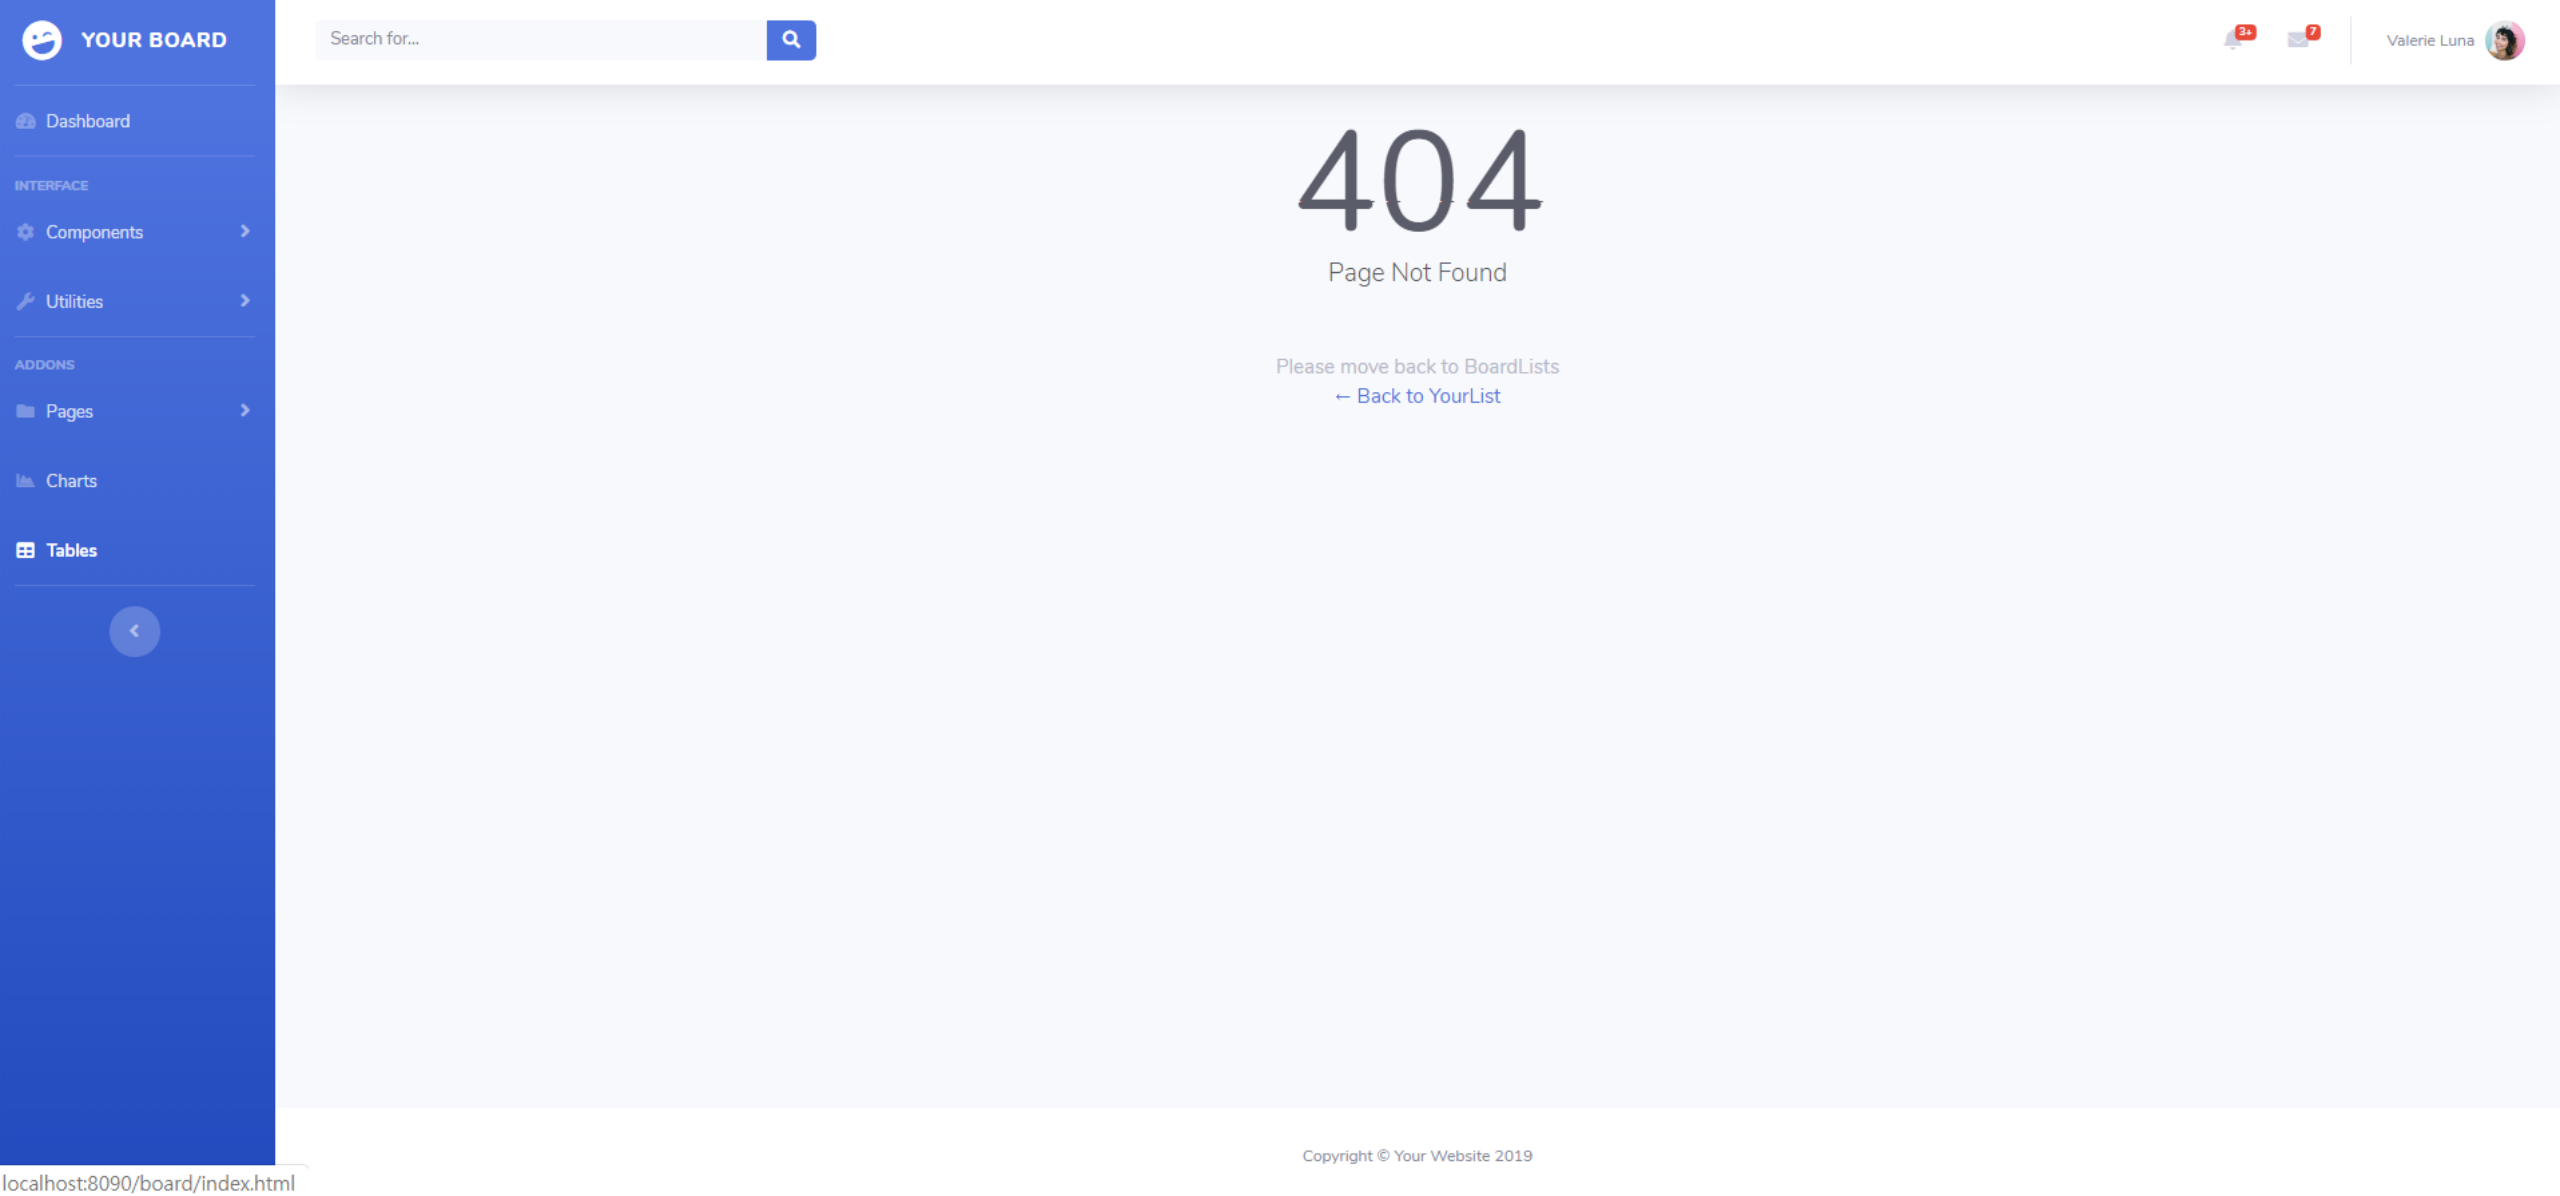 YOUR BOARD
Search for...
3+
7
Valerie Luna
Dashboard
INTERFACE
Components
Utilities
ADDONS
Pages
Charts
Tables
404
Page Not Found
Please move back to BoardLists
← Back to YourList
Copyright © Your Website 2019
localhost:8090/board/index.html